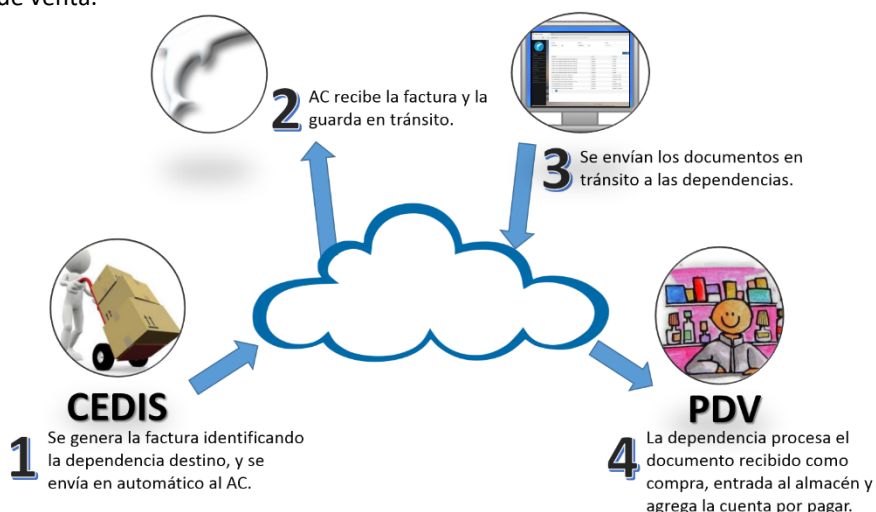 de venta.
2
AC recibe la factura y la
guarda en tránsito.
3
Se envían los documentos en
tránsito a las dependencias.
CEDIS
1
Se genera la factura identificando
la dependencia destino, y se
envía en automático al AC.
PDV
4
La dependencia procesa el
documento recibido como
compra, entrada al almacén y
agrega la cuenta por pagar.